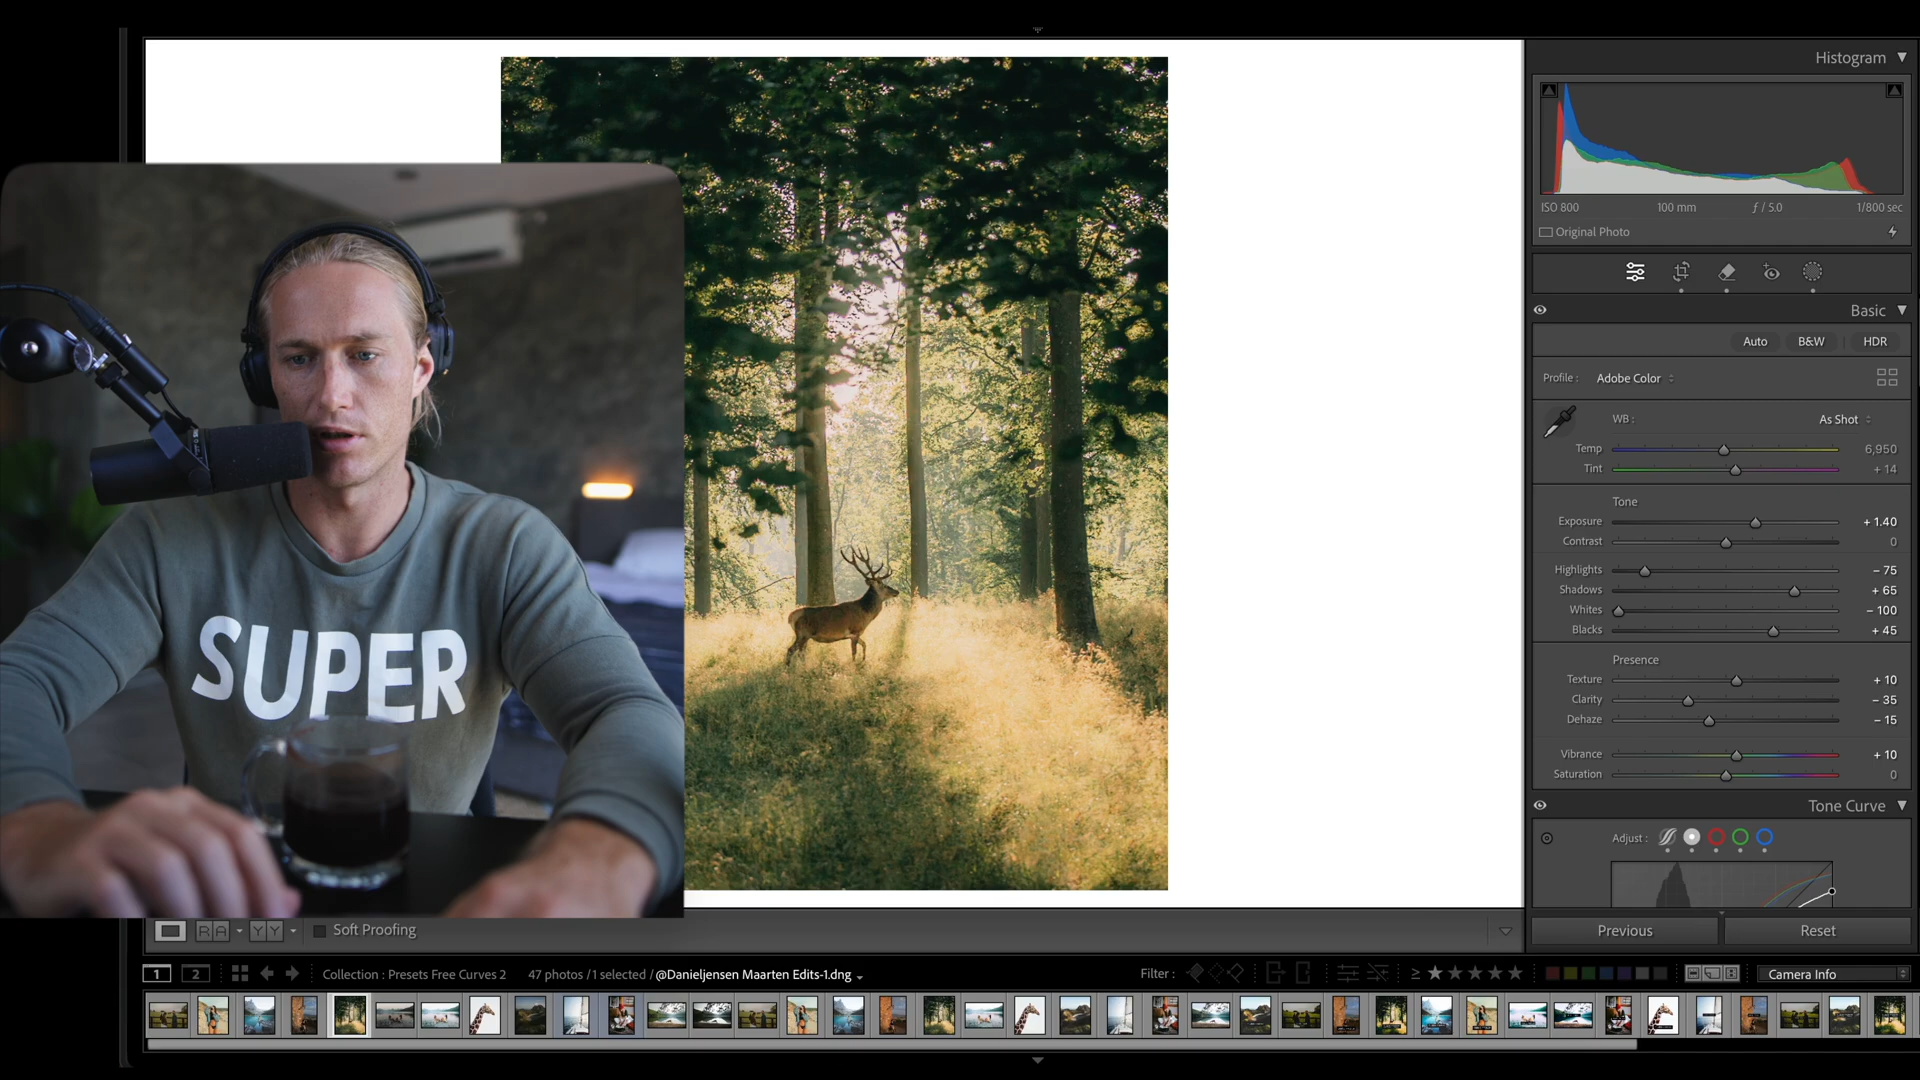 Histogram
ISO 800 100 mm ƒ / 5.0 1/800 sec
Original Photo
Basic
Auto B&W HDR
Profile : Adobe Color
WB : As Shot
Temp 6,950
Tint + 14
Tone
Exposure + 1.40
Contrast 0
Highlights – 75
Shadows + 65
Whites – 100
Blacks + 45
Presence
Texture + 10
Clarity – 35
Dehaze – 15
Vibrance + 10
Saturation 0
Tone Curve
Adjust :
Previous Reset
SUPER
R A Y Y Soft Proofing
1 2 Collection : Presets Free Curves 2 47 photos / 1 selected / @Danieljensen Maarten Edits-1.dng Filter : ≥ Camera Info